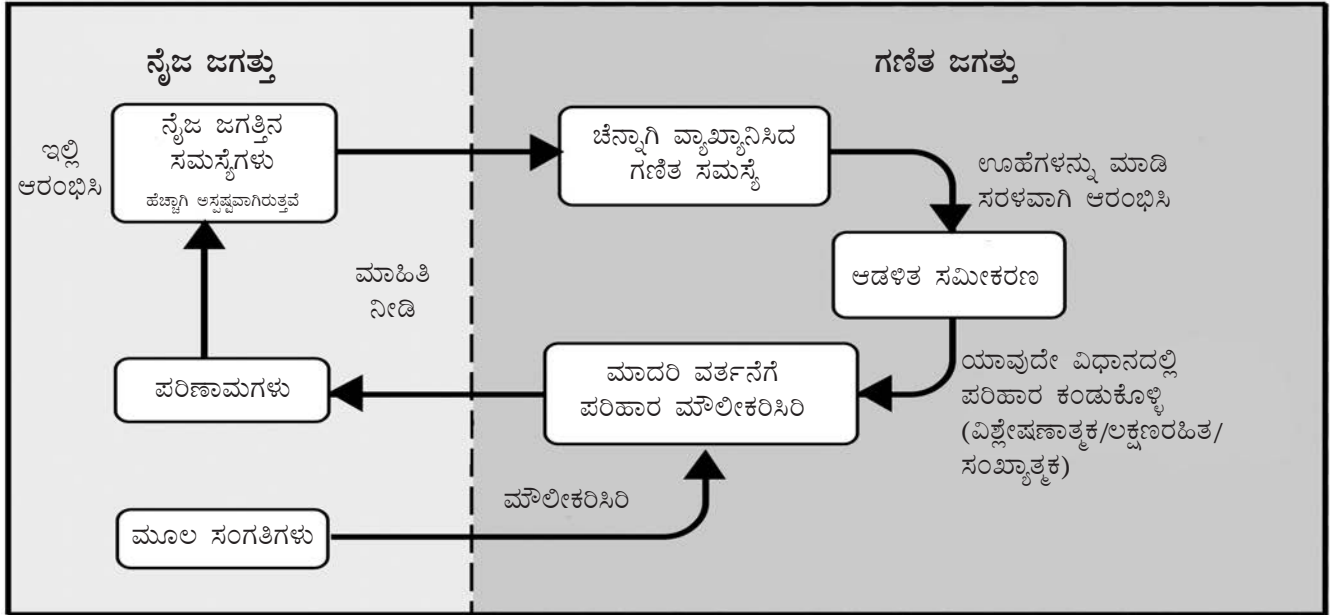 ನೈಜ ಜಗತ್ತು
ಗಣಿತ ಜಗತ್ತು
ಇಲ್ಲಿ
ಆರಂಭಿಸಿ
ನೈಜ ಜಗತ್ತಿನ
ಸಮಸ್ಯೆಗಳು
ಹೆಚ್ಚಾಗಿ ಅಸ್ಪಷ್ಟವಾಗಿರುತ್ತವೆ
ಚೆನ್ನಾಗಿ ವ್ಯಾಖ್ಯಾನಿಸಿದ
ಗಣಿತ ಸಮಸ್ಯೆ
ಊಹೆಗಳನ್ನು ಮಾಡಿ
ಸರಳವಾಗಿ ಆರಂಭಿಸಿ
ಆಡಳಿತ ಸಮೀಕರಣ
ಮಾಹಿತಿ
ನೀಡಿ
ಯಾವುದೇ ವಿಧಾನದಲ್ಲಿ
ಪರಿಹಾರ ಕಂಡುಕೊಳ್ಳಿ
(ವಿಶ್ಲೇಷಣಾತ್ಮಕ/ಲಕ್ಷಣರಹಿತ/
ಸಂಖ್ಯಾತ್ಮಕ)
ಮಾದರಿ ವರ್ತನೆಗೆ
ಪರಿಹಾರ ಮೌಲೀಕರಿಸಿರಿ
ಪರಿಣಾಮಗಳು
ಮೌಲೀಕರಿಸಿರಿ
ಮೂಲ ಸಂಗತಿಗಳು